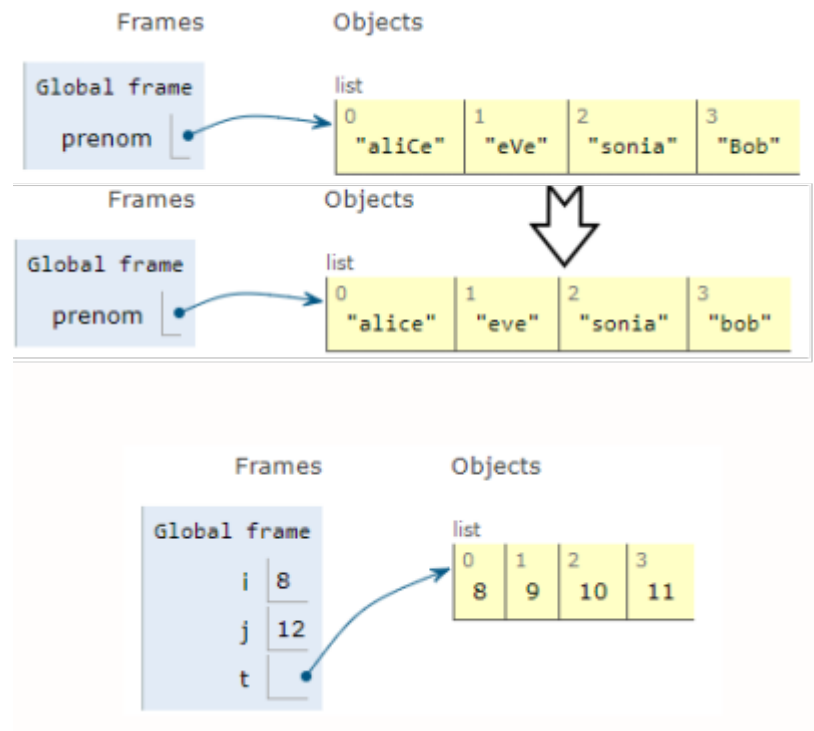 Frames Objects
Global frame
list
0 1 2 3
prenom "aliCe" "eVe" "sonia" "Bob"
Frames Objects
Global frame
list
0 1 2 3
prenom "alice" "eve" "sonia" "bob"
Frames Objects
Global frame
list
0 1 2 3
i 8
8 9 10 11
j 12
t